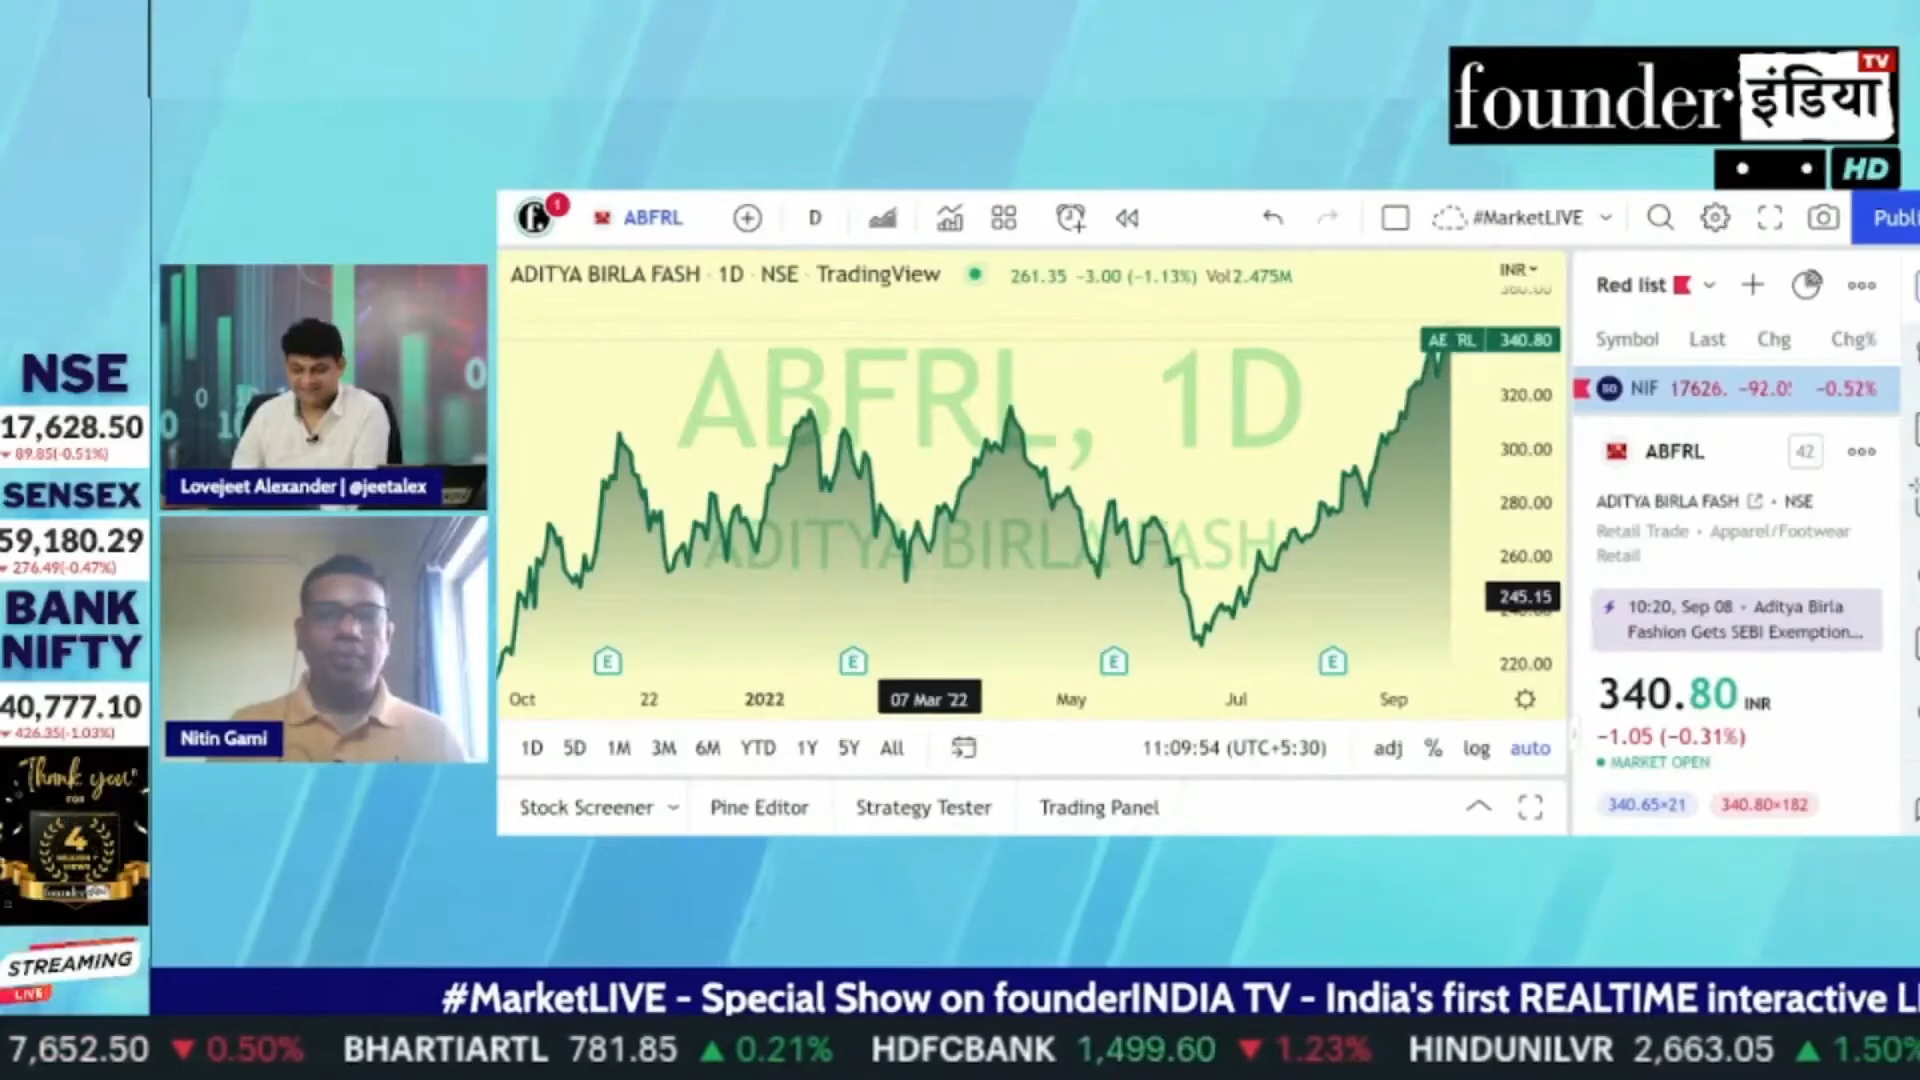 founder इंडिया TV
HD
NSE
17,628.50
▼ 89.85(-0.51%)
SENSEX
59,180.29
▼ 276.49(-0.47%)
BANK
NIFTY
40,777.10
▼ 426.35(-1.03%)
Thank you
FOR
4
STREAMING
LIVE
Lovejeet Alexander | @jeetalex
Nitin Gami
1
ABFRL
D
#MarketLIVE
Publi
ADITYA BIRLA FASH · 1D · NSE · TradingView
261.35 −3.00 (−1.13%) Vol2.475M
INR
360.00
ABFRL, 1D
ADITYA BIRLA FASH
340.80
320.00
300.00
280.00
260.00
245.15
220.00
E E E E
Oct 22 2022 07 Mar '22 May Jul Sep
1D 5D 1M 3M 6M YTD 1Y 5Y All
11:09:54 (UTC+5:30) adj % log auto
Stock Screener Pine Editor Strategy Tester Trading Panel
Red list
Symbol Last Chg Chg%
50 NIF 17626. −92.0 −0.52%
ABFRL 42
ADITYA BIRLA FASH • NSE
Retail Trade • Apparel/Footwear
Retail
10:20, Sep 08 • Aditya Birla
Fashion Gets SEBI Exemption...
340.80 INR
−1.05 (−0.31%)
MARKET OPEN
340.65×21 340.80×182
#MarketLIVE - Special Show on founderINDIA TV - India's first REALTIME interactive L
7,652.50 ▼ 0.50% BHARTIARTL 781.85 ▲ 0.21% HDFCBANK 1,499.60 ▼ 1.23% HINDUNILVR 2,663.05 ▲ 1.50%